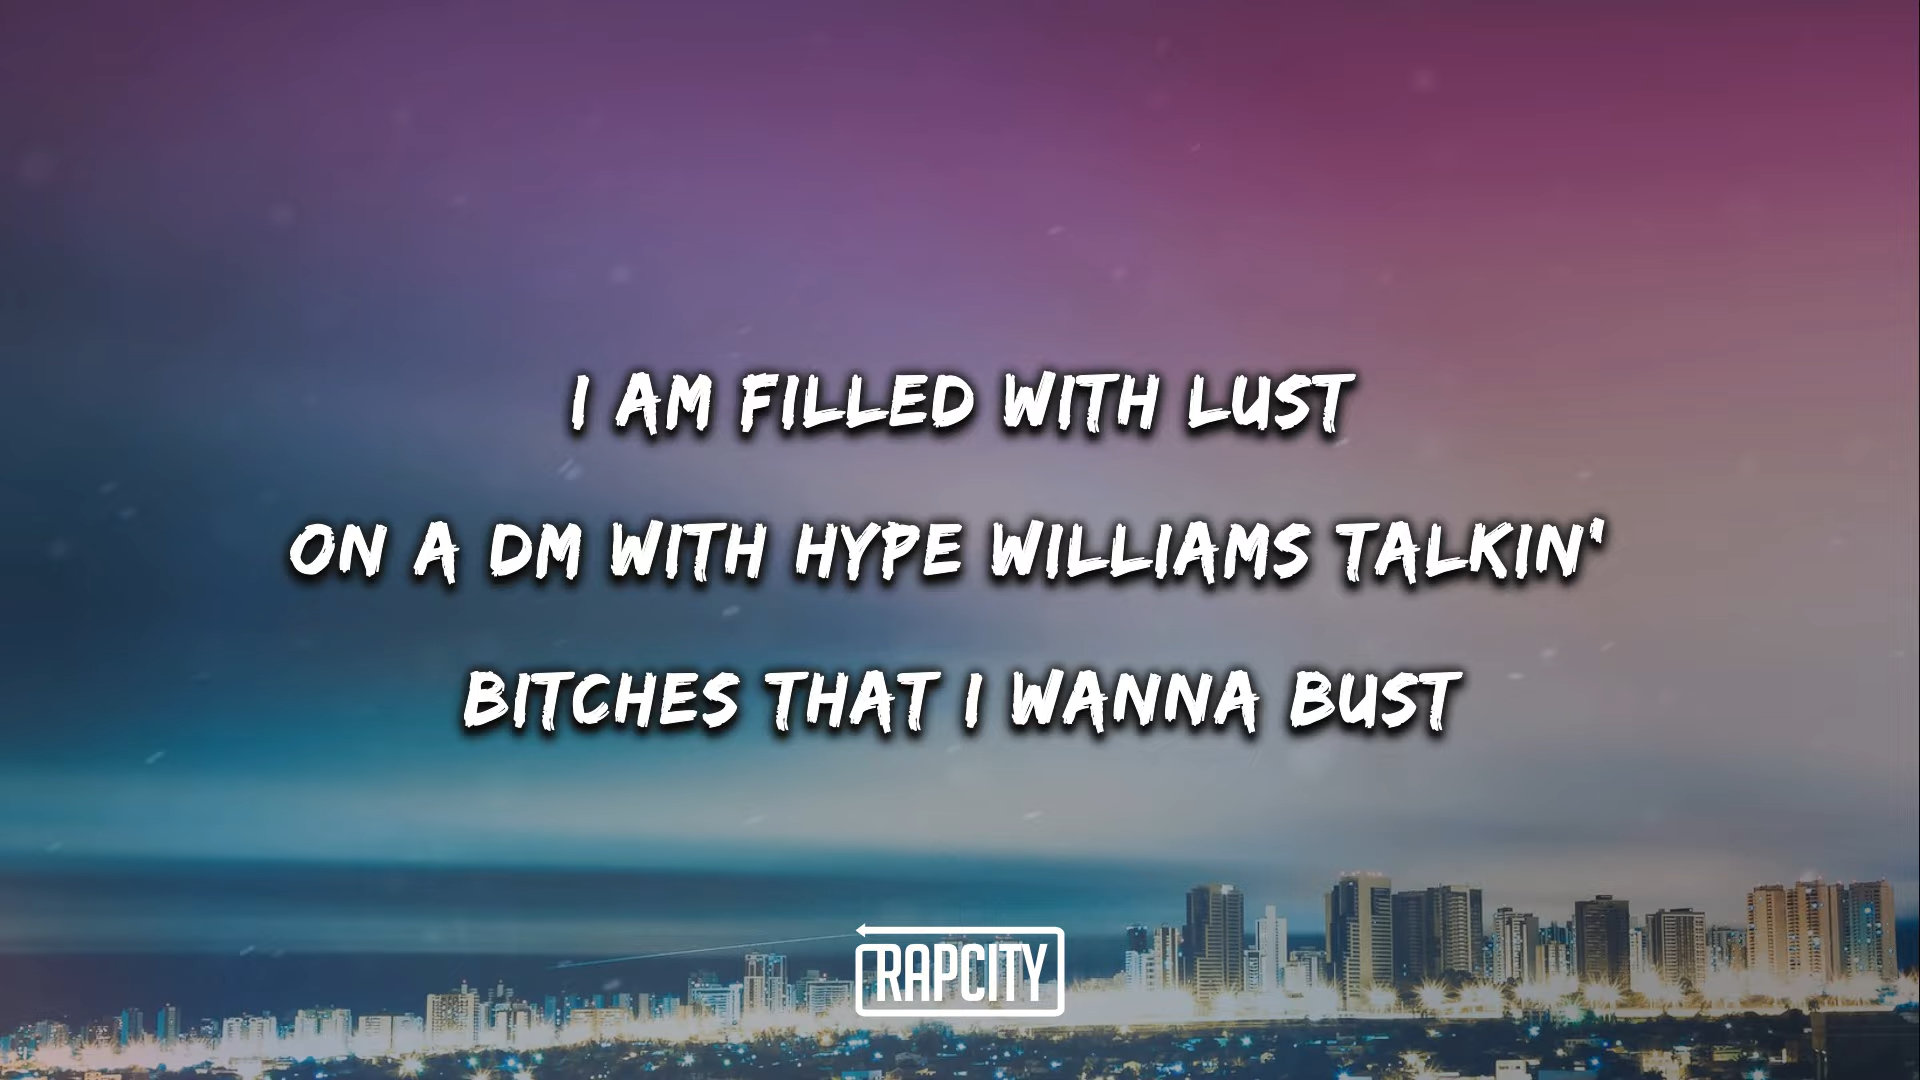 I AM FILLED WITH LUST
ON A DM WITH HYPE WILLIAMS TALKIN'
BITCHES THAT I WANNA BUST
RAPCITY